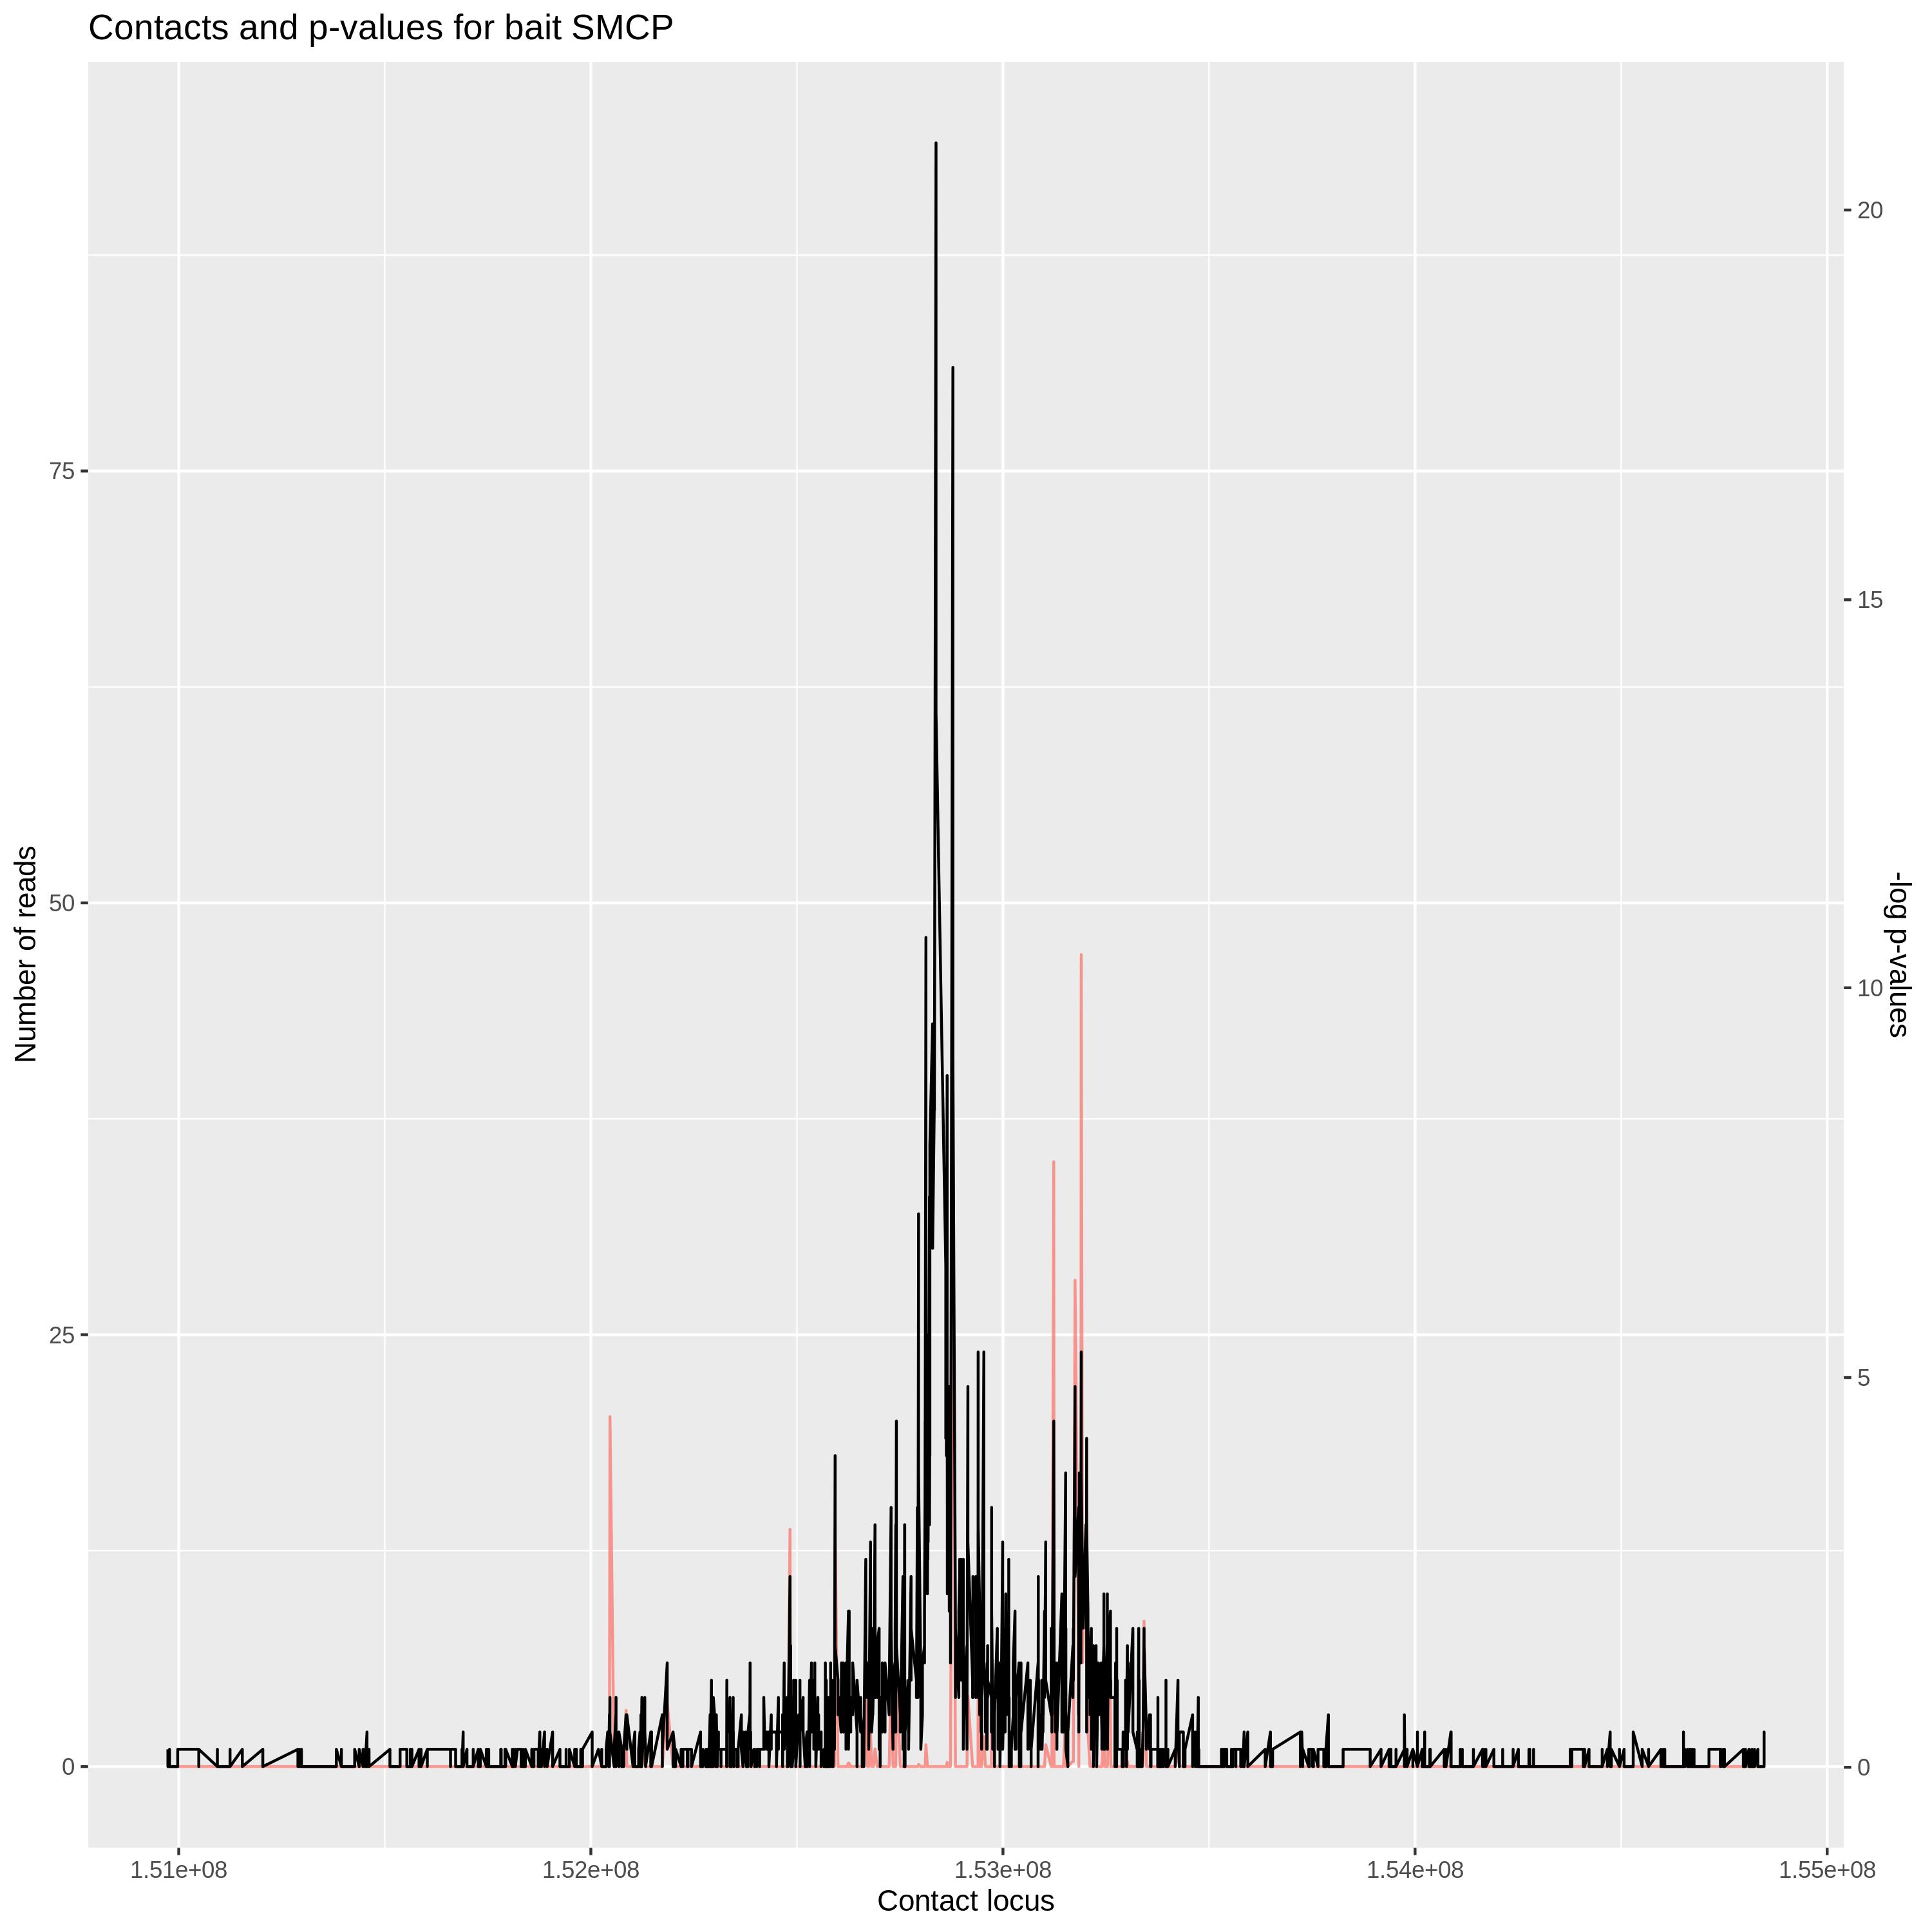 Contacts and p-values for bait SMCP
Number of reads
75
50
25
0
20
15
10
5
0
-log p-values
1.51e+08
1.52e+08
1.53e+08
1.54e+08
1.55e+08
Contact locus